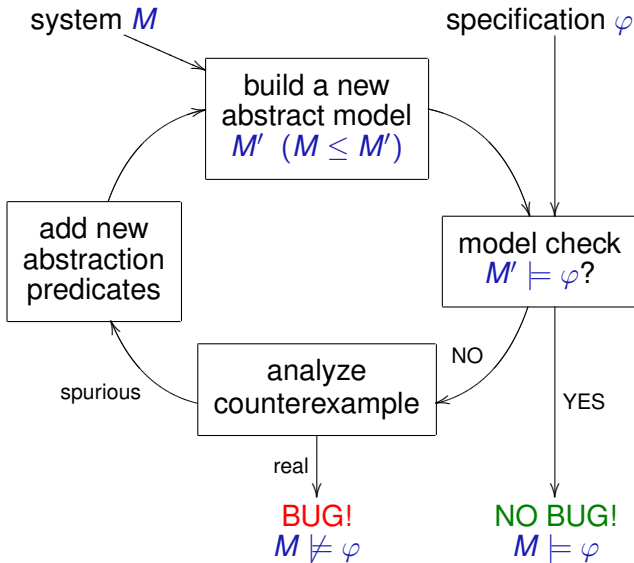 system M
specification φ
build a new
abstract model
M′ (M ≤ M′)
add new
abstraction
predicates
model check
M′ ⊨ φ?
analyze
counterexample
NO
spurious
YES
real
BUG!
M ⊭ φ
NO BUG!
M ⊨ φ